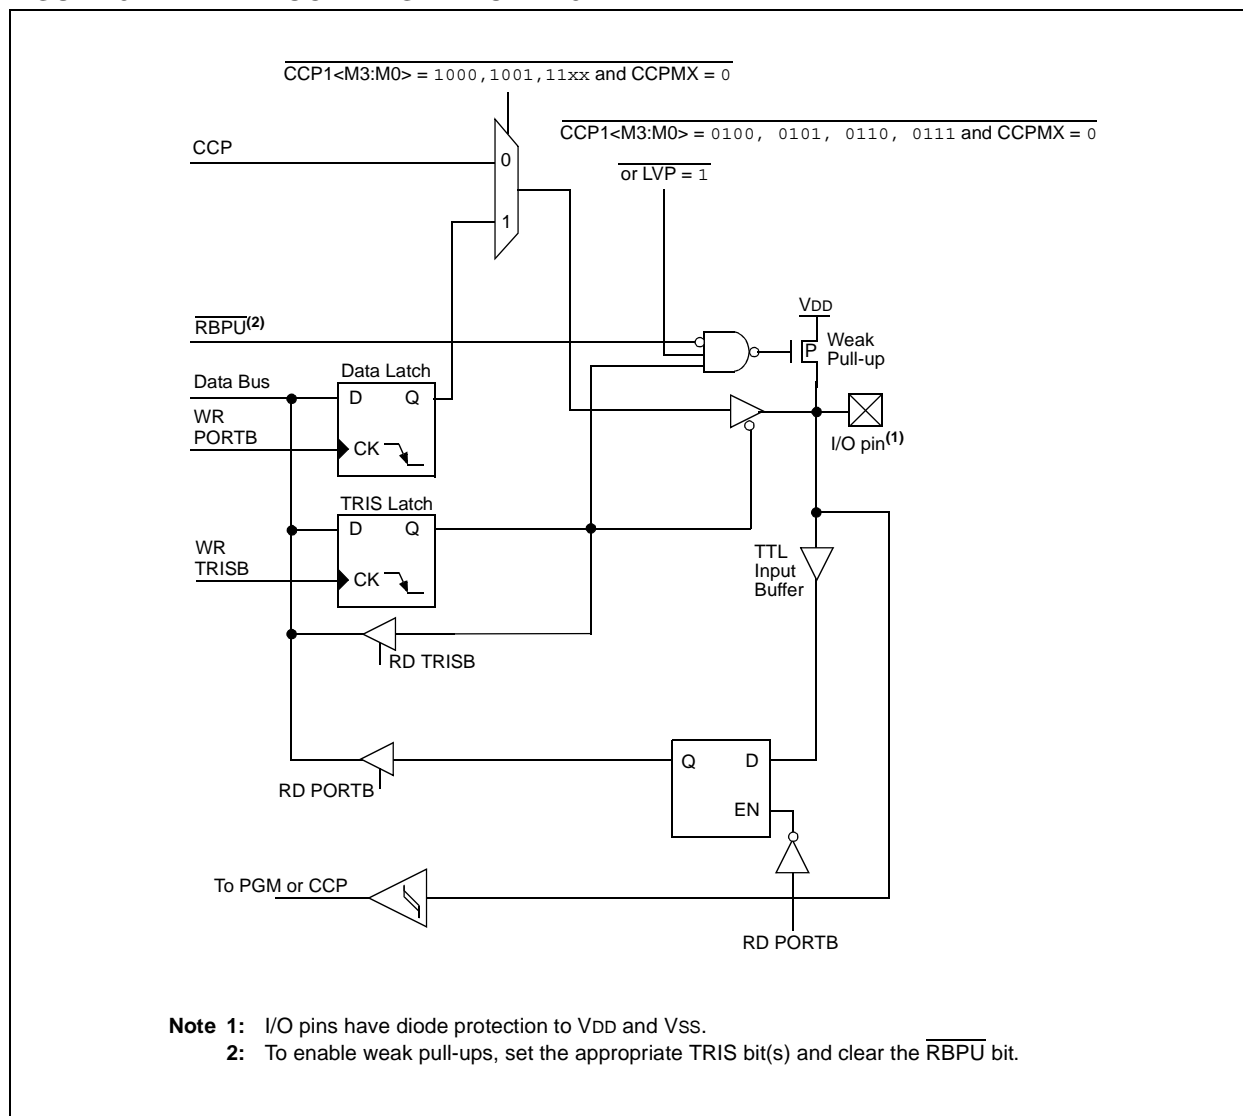 CCP1<M3:M0> = 1000,1001,11xx and CCPMX = 0
CCP1<M3:M0> = 0100, 0101, 0110, 0111 and CCPMX = 0
or LVP = 1
CCP
0
1
RBPU(2)
VDD
P
Weak
Pull-up
Data Bus
Data Latch
D Q
WR
PORTB
CK
I/O pin(1)
TRIS Latch
D Q
WR
TRISB
CK
TTL
Input
Buffer
RD TRISB
Q D
EN
RD PORTB
To PGM or CCP
RD PORTB
Note 1: I/O pins have diode protection to VDD and VSS.
2: To enable weak pull-ups, set the appropriate TRIS bit(s) and clear the RBPU bit.